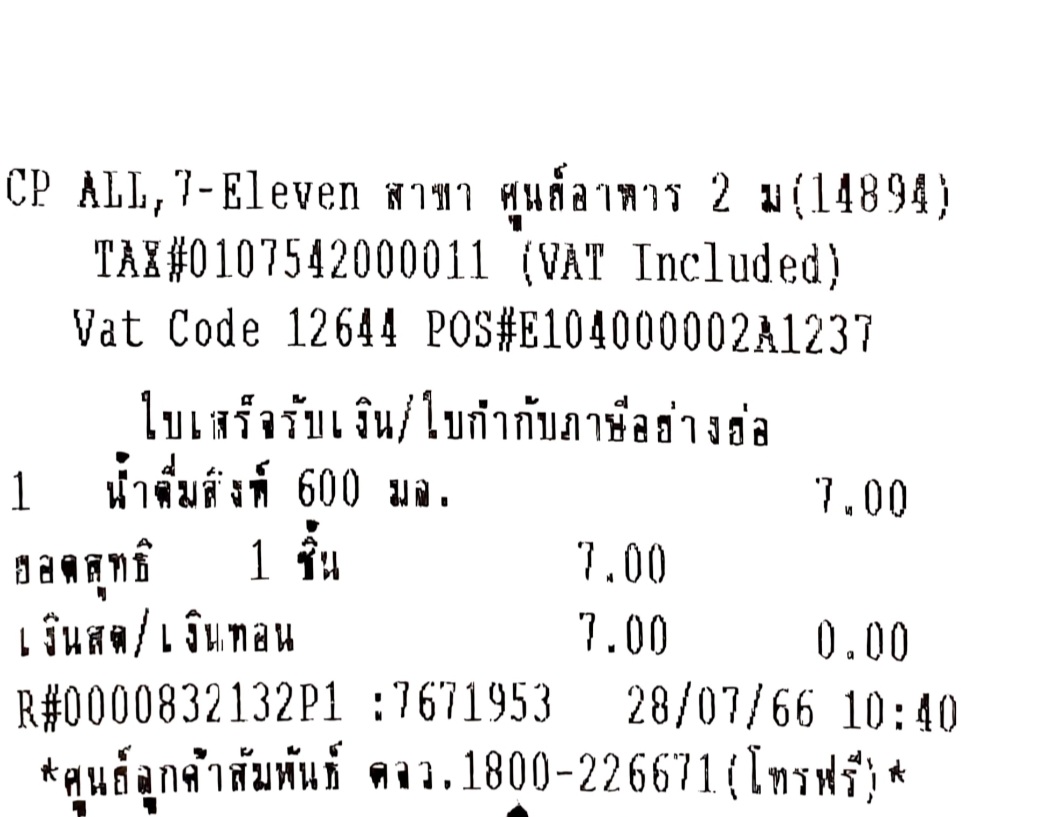 CP ALL,7-Eleven สาขา ศูนย์อาหาร 2 ม(14894)
TAX#0107542000011 (VAT Included)
Vat Code 12644 POS#E104000002A1237
ใบเสร็จรับเงิน/ใบกำกับภาษีอย่างย่อ
1 น้ำดื่มสิงห์ 600 มล. 7.00
ยอดสุทธิ 1 ชิ้น 7.00
เงินสด/เงินทอน 7.00 0.00
R#0000832132P1 :7671953 28/07/66 10:40
*ศูนย์ลูกค้าสัมพันธ์ ตจว.1800-226671(โทรฟรี)*